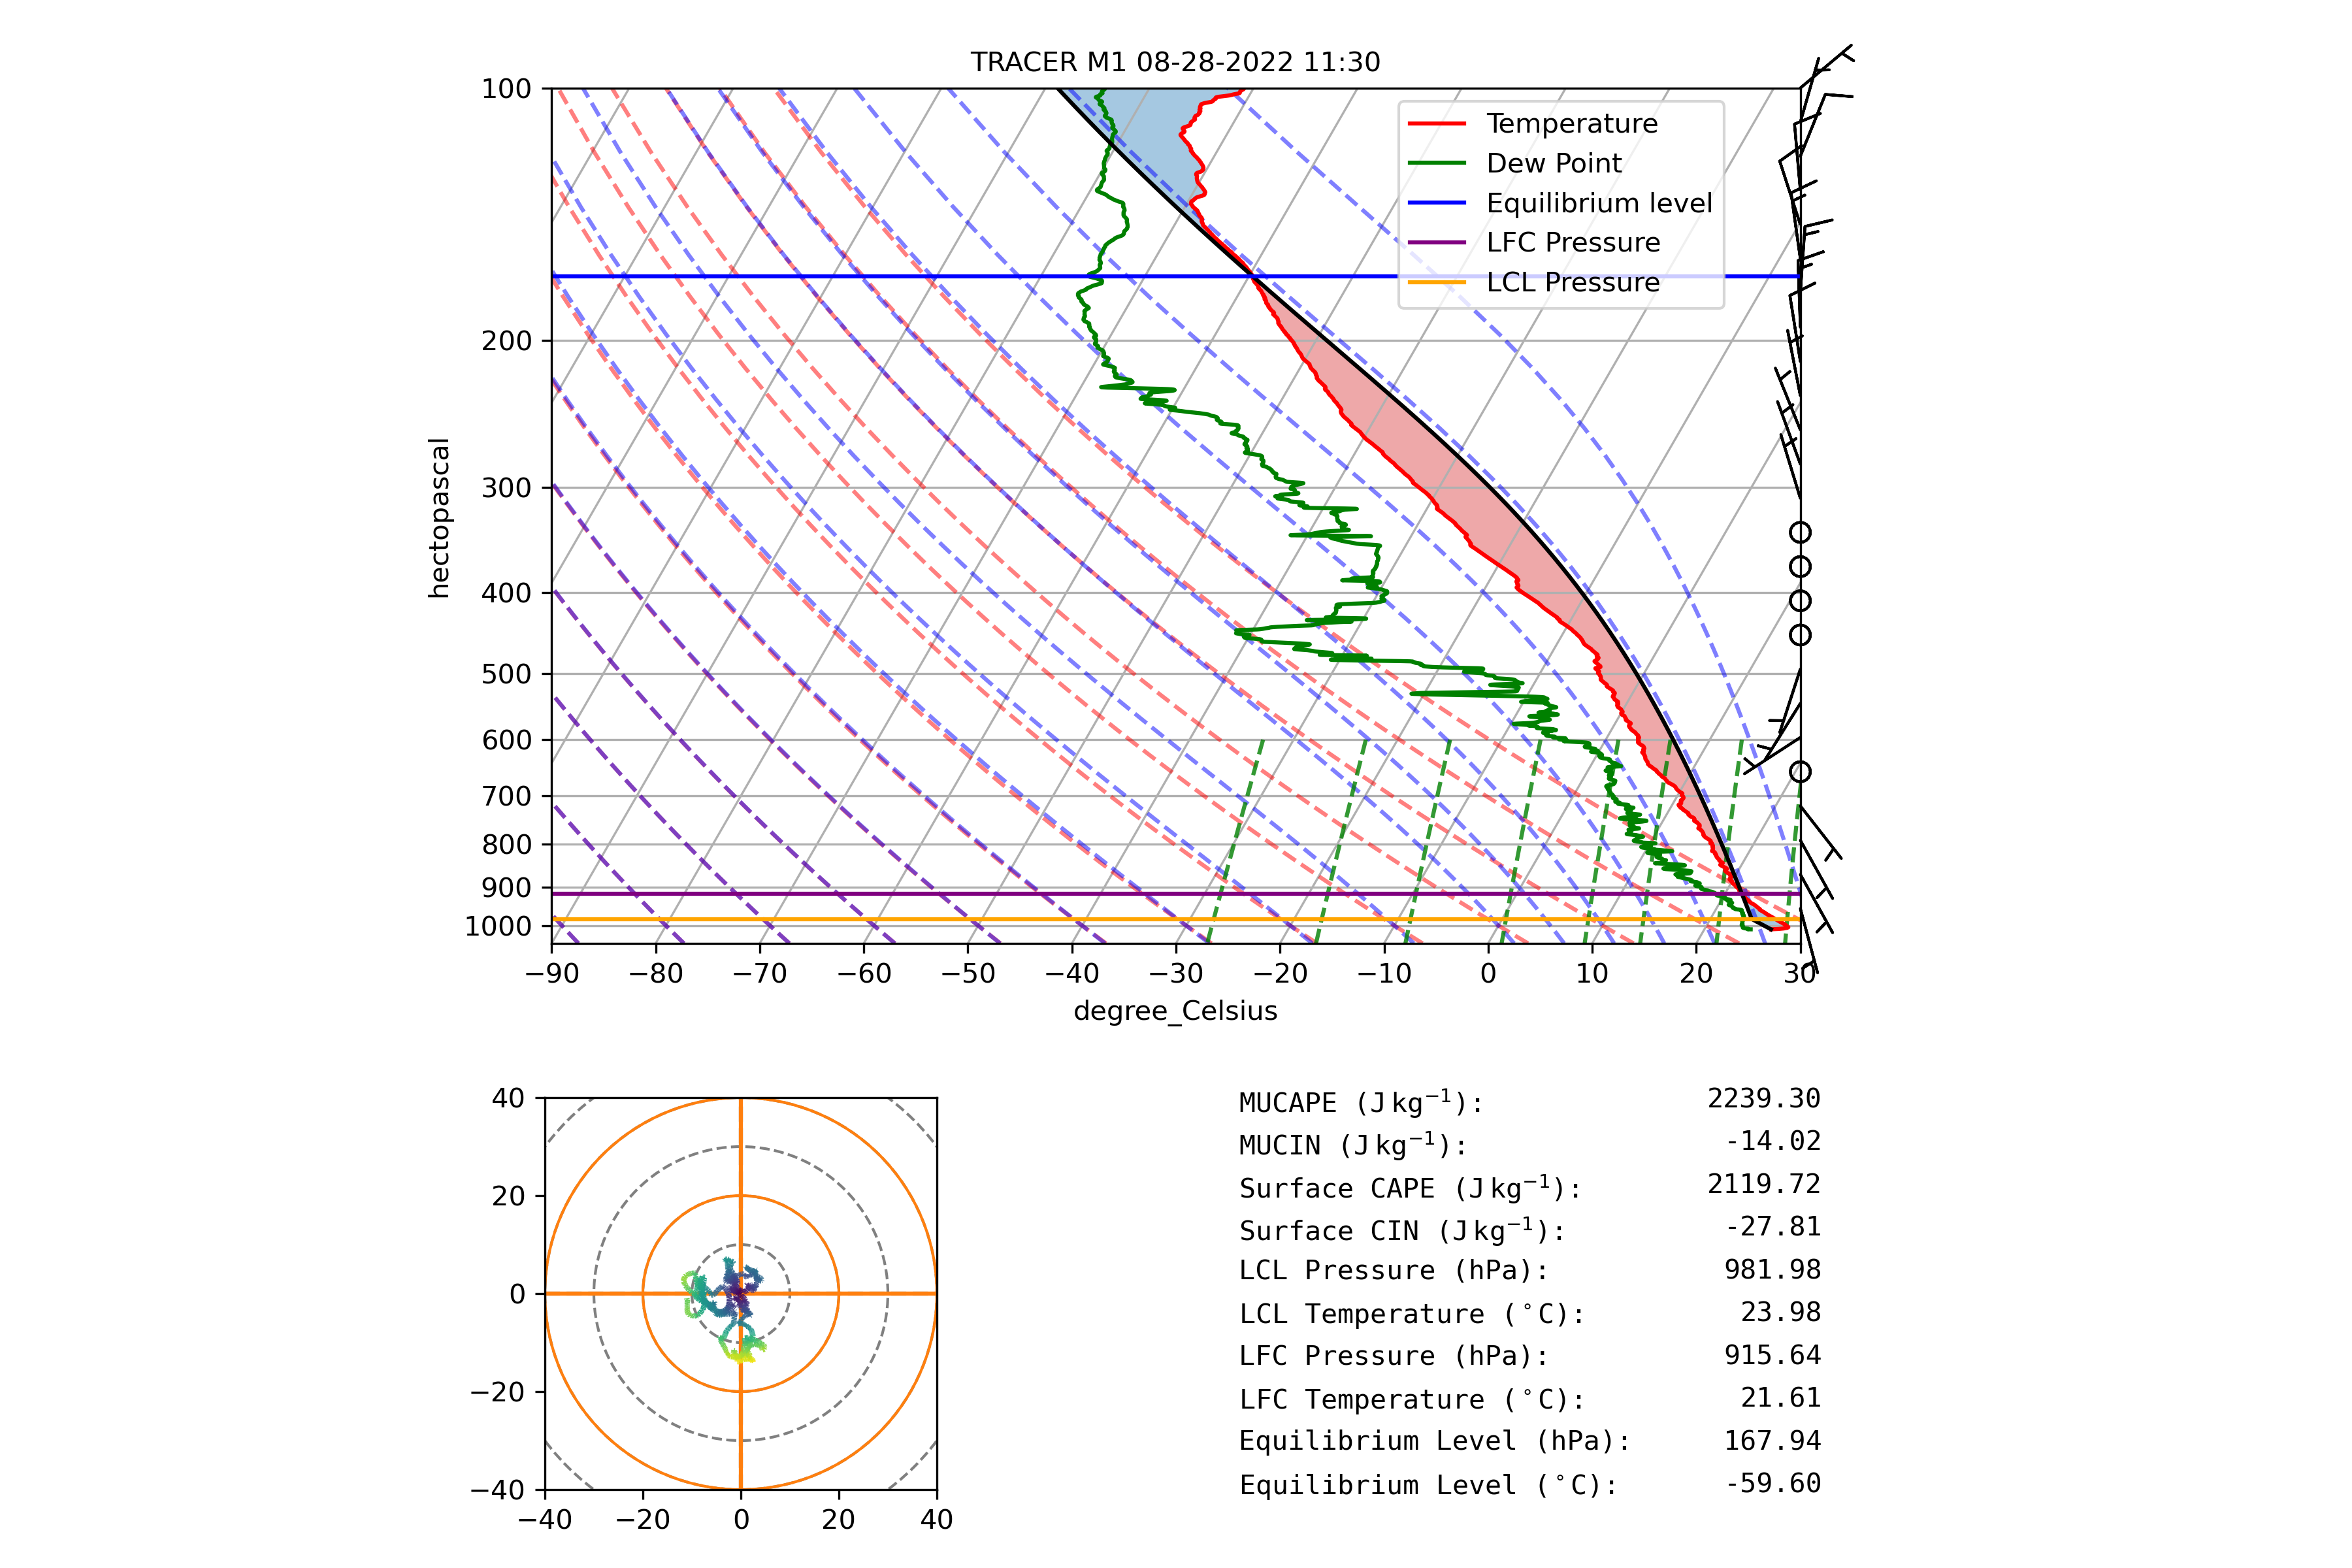 TRACER M1 08-28-2022 11:30
Temperature
Dew Point
Equilibrium level
LFC Pressure
LCL Pressure
hectopascal
100
200
300
400
500
600
700
800
900
1000
−90 −80 −70 −60 −50 −40 −30 −20 −10 0 10 20 30
degree_Celsius
40
20
0
−20
−40
−40 −20 0 20 40
MUCAPE (J kg⁻¹): 2239.30
MUCIN (J kg⁻¹): -14.02
Surface CAPE (J kg⁻¹): 2119.72
Surface CIN (J kg⁻¹): -27.81
LCL Pressure (hPa): 981.98
LCL Temperature (°C): 23.98
LFC Pressure (hPa): 915.64
LFC Temperature (°C): 21.61
Equilibrium Level (hPa): 167.94
Equilibrium Level (°C): -59.60